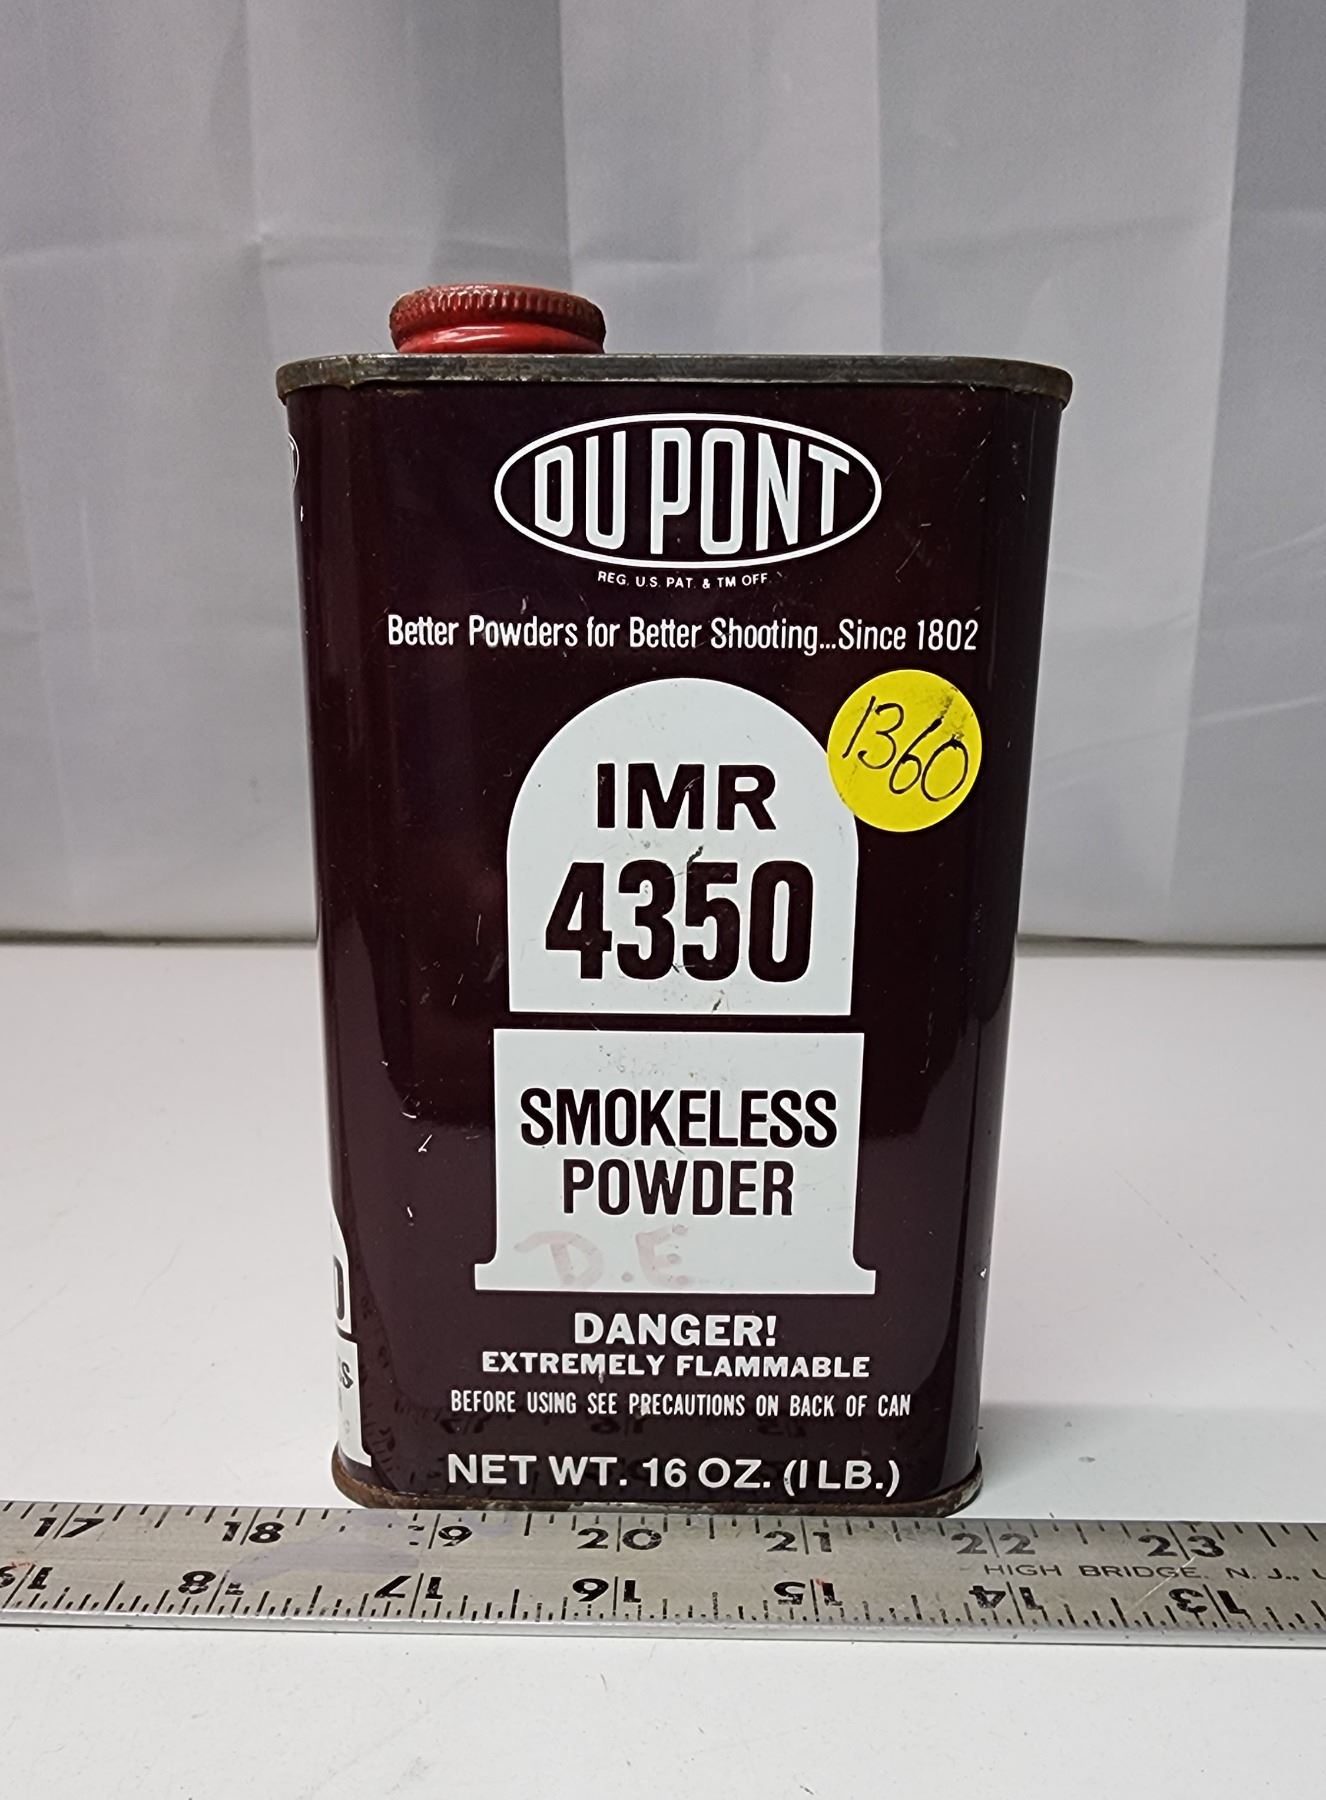 DU PONT
REG. U.S. PAT. & TM OFF.
Better Powders for Better Shooting...Since 1802
1360
IMR
4350
SMOKELESS
POWDER
D.E
DANGER!
EXTREMELY FLAMMABLE
BEFORE USING SEE PRECAUTIONS ON BACK OF CAN
NET WT. 16 OZ. (1 LB.)
17 18 19 20 21 22 23
HIGH BRIDGE, N. J.,
18 17 16 15 14 13